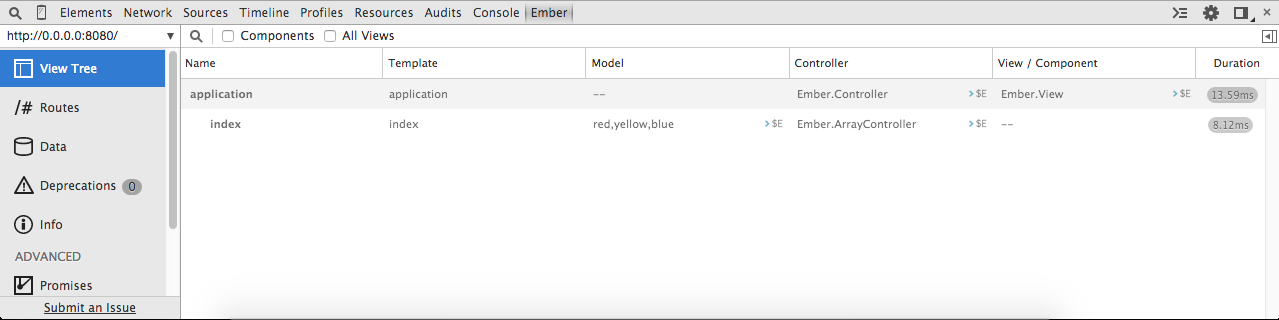 Elements Network Sources Timeline Profiles Resources Audits Console Ember ×
http://0.0.0.0:8080/ ▼ Components All Views
View Tree
/# Routes
Data
Deprecations 0
Info
ADVANCED
Promises
Submit an Issue
Name Template Model Controller View / Component Duration
application application -- Ember.Controller >$E Ember.View >$E 13.59ms
index index red,yellow,blue >$E Ember.ArrayController >$E -- 8.12ms